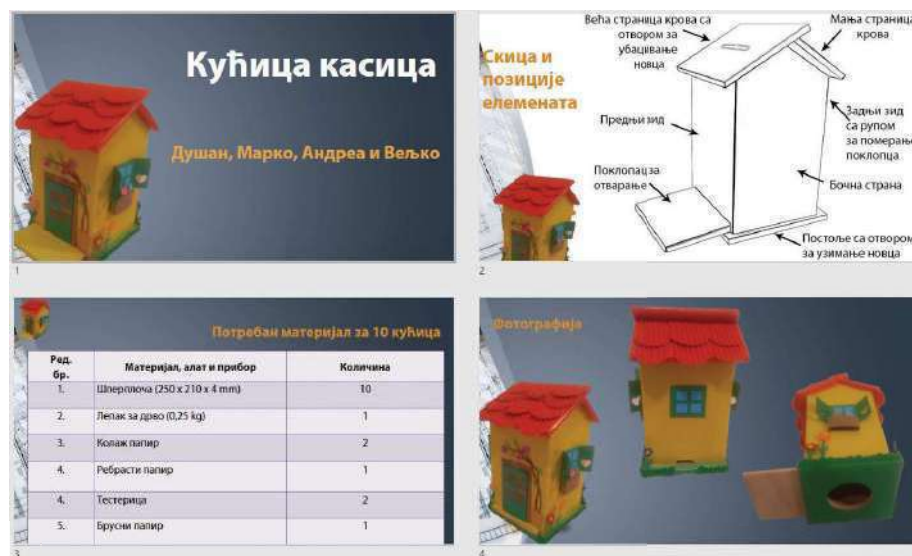 Кућица касица
Душан, Марко, Андреа и Вељко
1
Скица и
позиције
елемената
Већа страница крова са
отвором за
убацивање
новца
Мања страница
крова
Предњи зид
Задњи зид
са рупом
за померање
поклопца
Поклопац за
отварање
Бочна страна
Постоље са отвором
за узимање новца
2
Потребан материјал за 10 кућица
Ред. бр. Материјал, алат и прибор Количина
1. Шперплоча (250 x 210 x 4 mm) 10
2. Лепак за дрво (0,25 kg) 1
3. Колаж папир 2
4. Ребрасти папир 1
4. Тестерица 2
5. Брусни папир 1
3
Фотографија
4